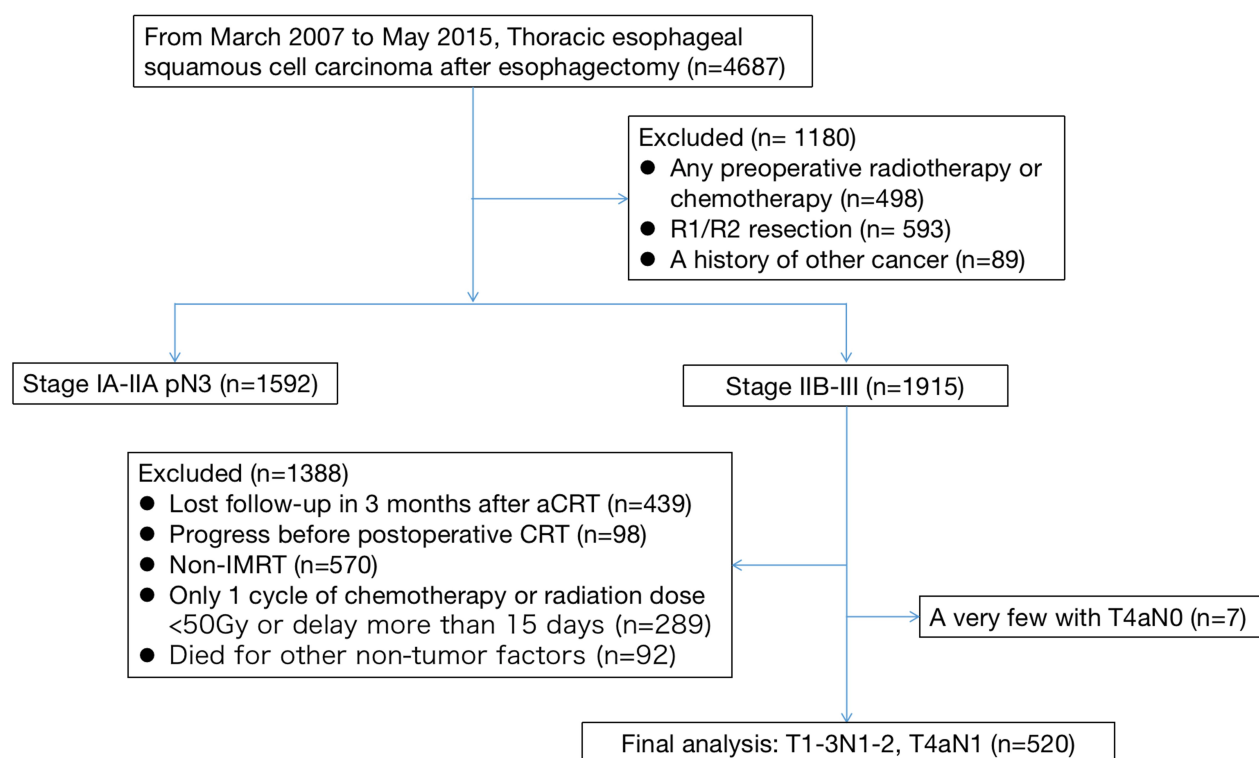 From March 2007 to May 2015, Thoracic esophageal
squamous cell carcinoma after esophagectomy (n=4687)
Excluded (n= 1180)
● Any preoperative radiotherapy or
chemotherapy (n=498)
● R1/R2 resection (n= 593)
● A history of other cancer (n=89)
Stage IA-IIA pN3 (n=1592)
Stage IIB-III (n=1915)
Excluded (n=1388)
● Lost follow-up in 3 months after aCRT (n=439)
● Progress before postoperative CRT (n=98)
● Non-IMRT (n=570)
● Only 1 cycle of chemotherapy or radiation dose
<50Gy or delay more than 15 days (n=289)
● Died for other non-tumor factors (n=92)
A very few with T4aN0 (n=7)
Final analysis: T1-3N1-2, T4aN1 (n=520)